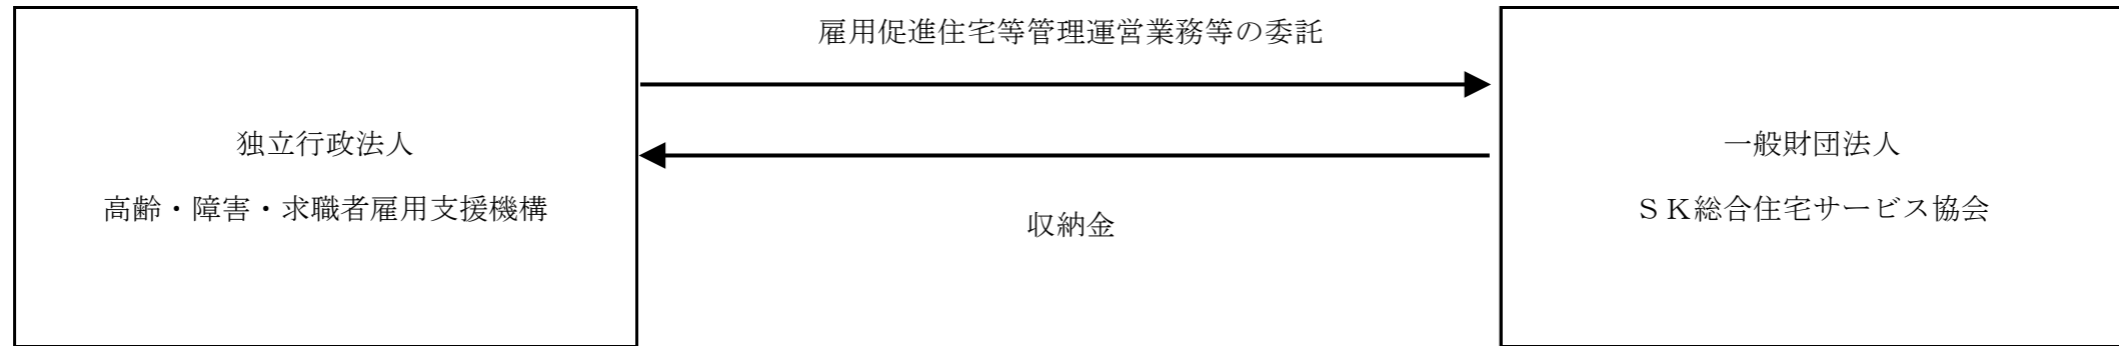 雇用促進住宅等管理運営業務等の委託
独立行政法人
高齢・障害・求職者雇用支援機構
収納金
一般財団法人
ＳＫ総合住宅サービス協会